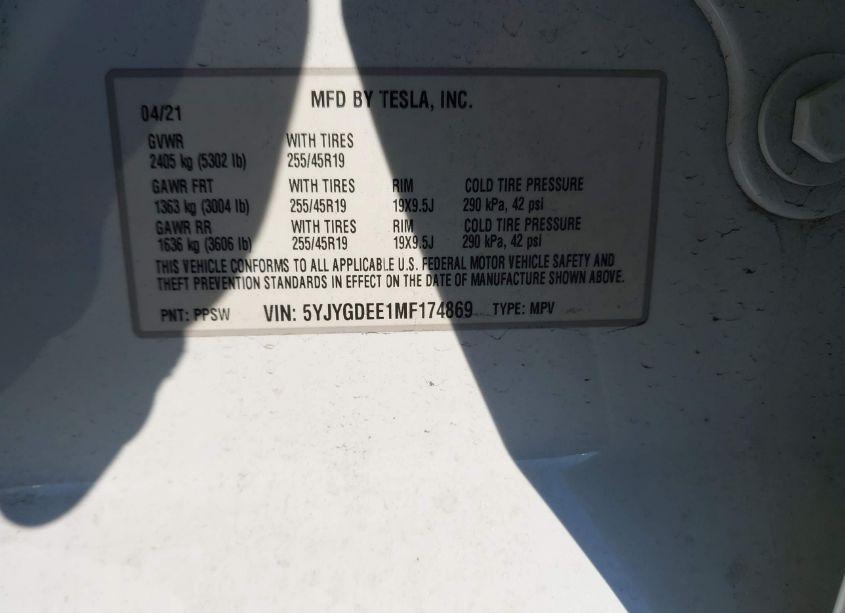 04/21 MFD BY TESLA, INC.
GVWR WITH TIRES
2405 kg (5302 lb) 255/45R19
GAWR FRT WITH TIRES RIM COLD TIRE PRESSURE
1363 kg (3004 lb) 255/45R19 19X9.5J 290 kPa, 42 psi
GAWR RR WITH TIRES RIM COLD TIRE PRESSURE
1636 kg (3606 lb) 255/45R19 19X9.5J 290 kPa, 42 psi
THIS VEHICLE CONFORMS TO ALL APPLICABLE U.S. FEDERAL MOTOR VEHICLE SAFETY AND
THEFT PREVENTION STANDARDS IN EFFECT ON THE DATE OF MANUFACTURE SHOWN ABOVE.
PNT: PPSW VIN: 5YJYGDEE1MF174869 TYPE: MPV